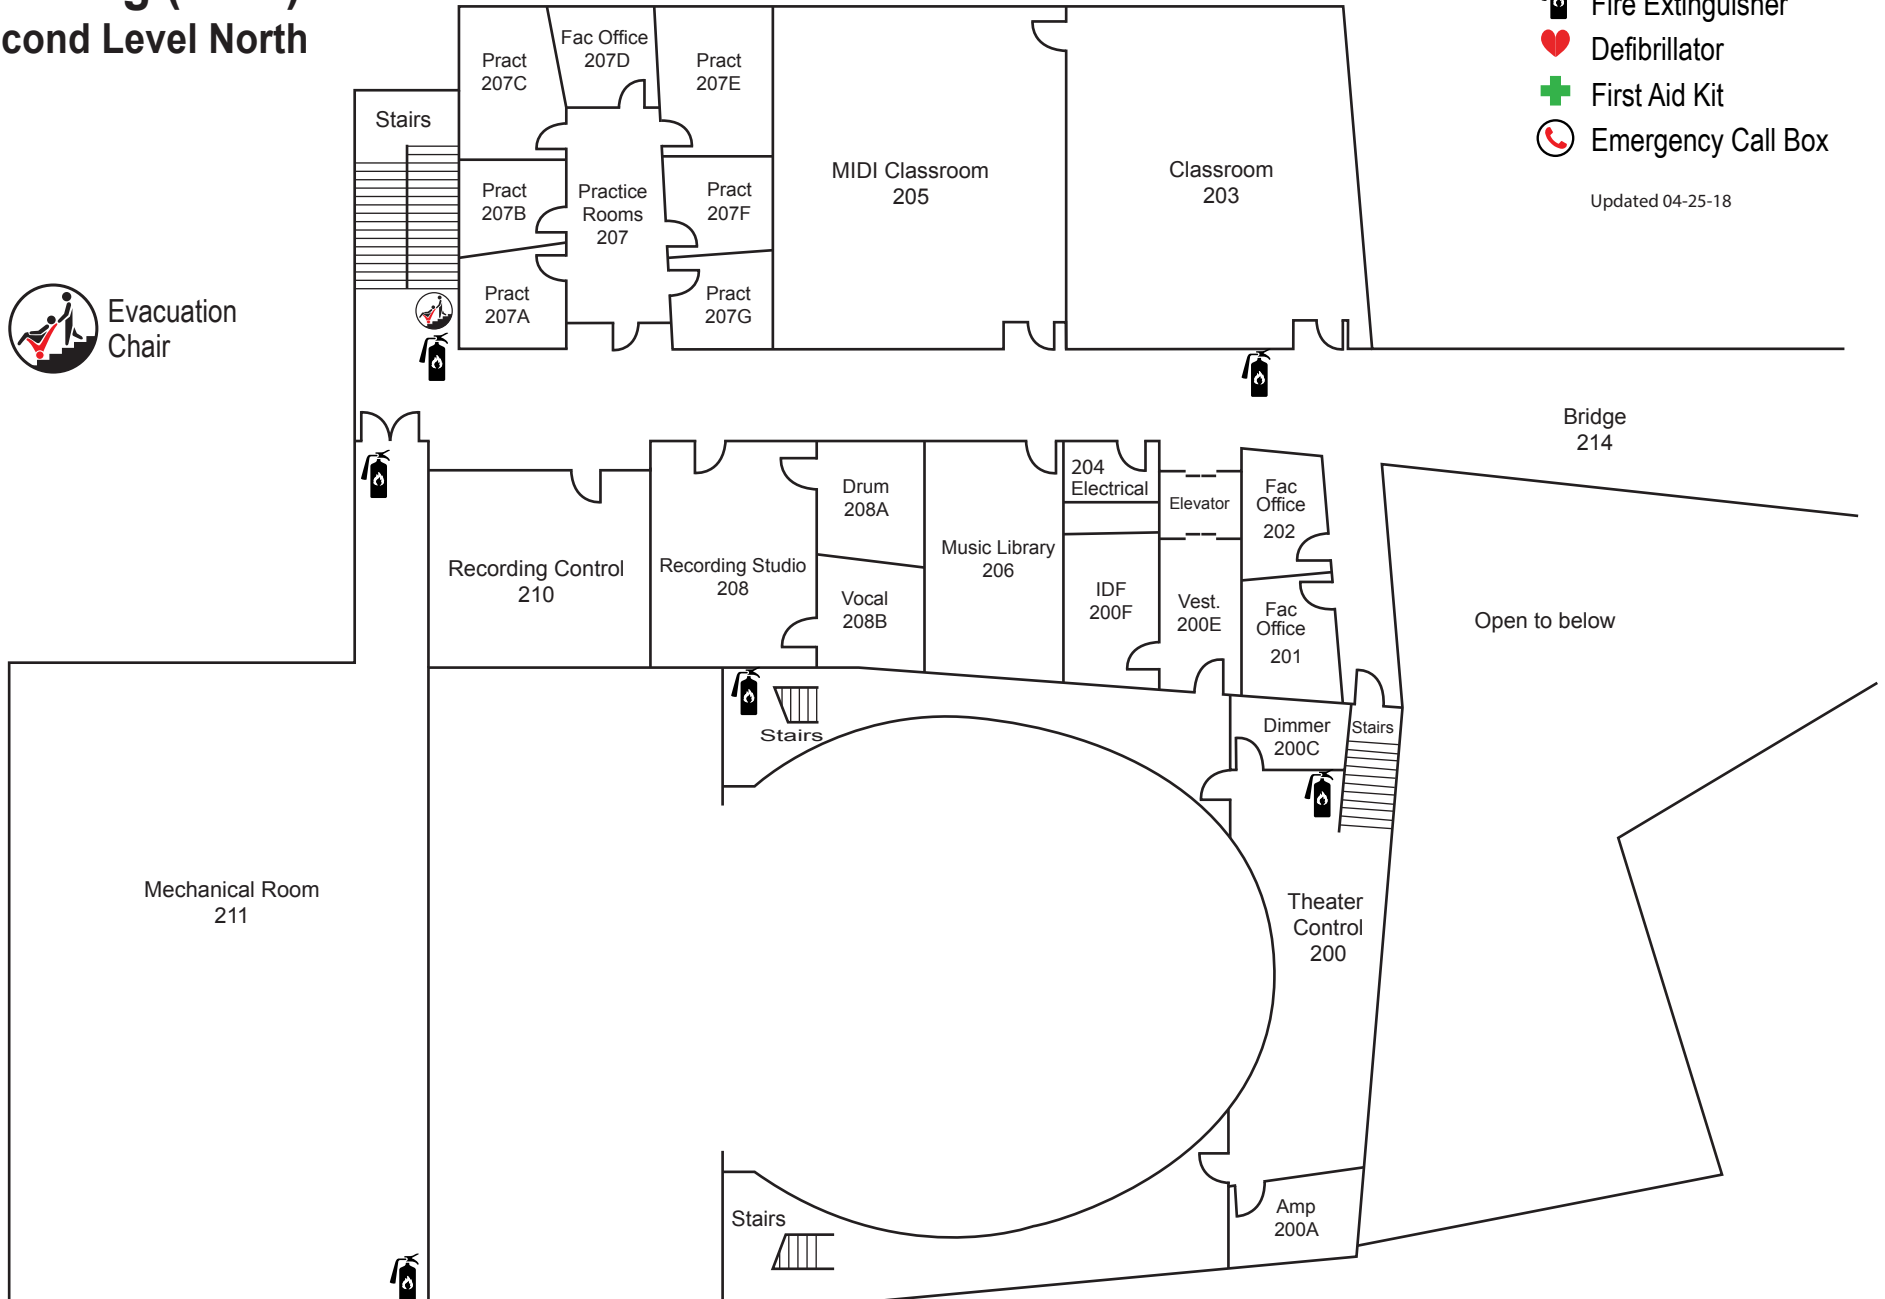 cond Level North
Fire Extinguisher
Defibrillator
First Aid Kit
Emergency Call Box
Updated 04-25-18
Evacuation
Chair
Stairs
Pract
207C
Fac Office
207D
Pract
207E
Pract
207B
Practice
Rooms
207
Pract
207F
Pract
207A
Pract
207G
MIDI Classroom
205
Classroom
203
Bridge
214
Recording Control
210
Recording Studio
208
Drum
208A
Vocal
208B
Music Library
206
204
Electrical
IDF
200F
Elevator
Vest.
200E
Fac
Office
202
Fac
Office
201
Open to below
Stairs
Dimmer
200C
Stairs
Mechanical Room
211
Theater
Control
200
Stairs
Amp
200A